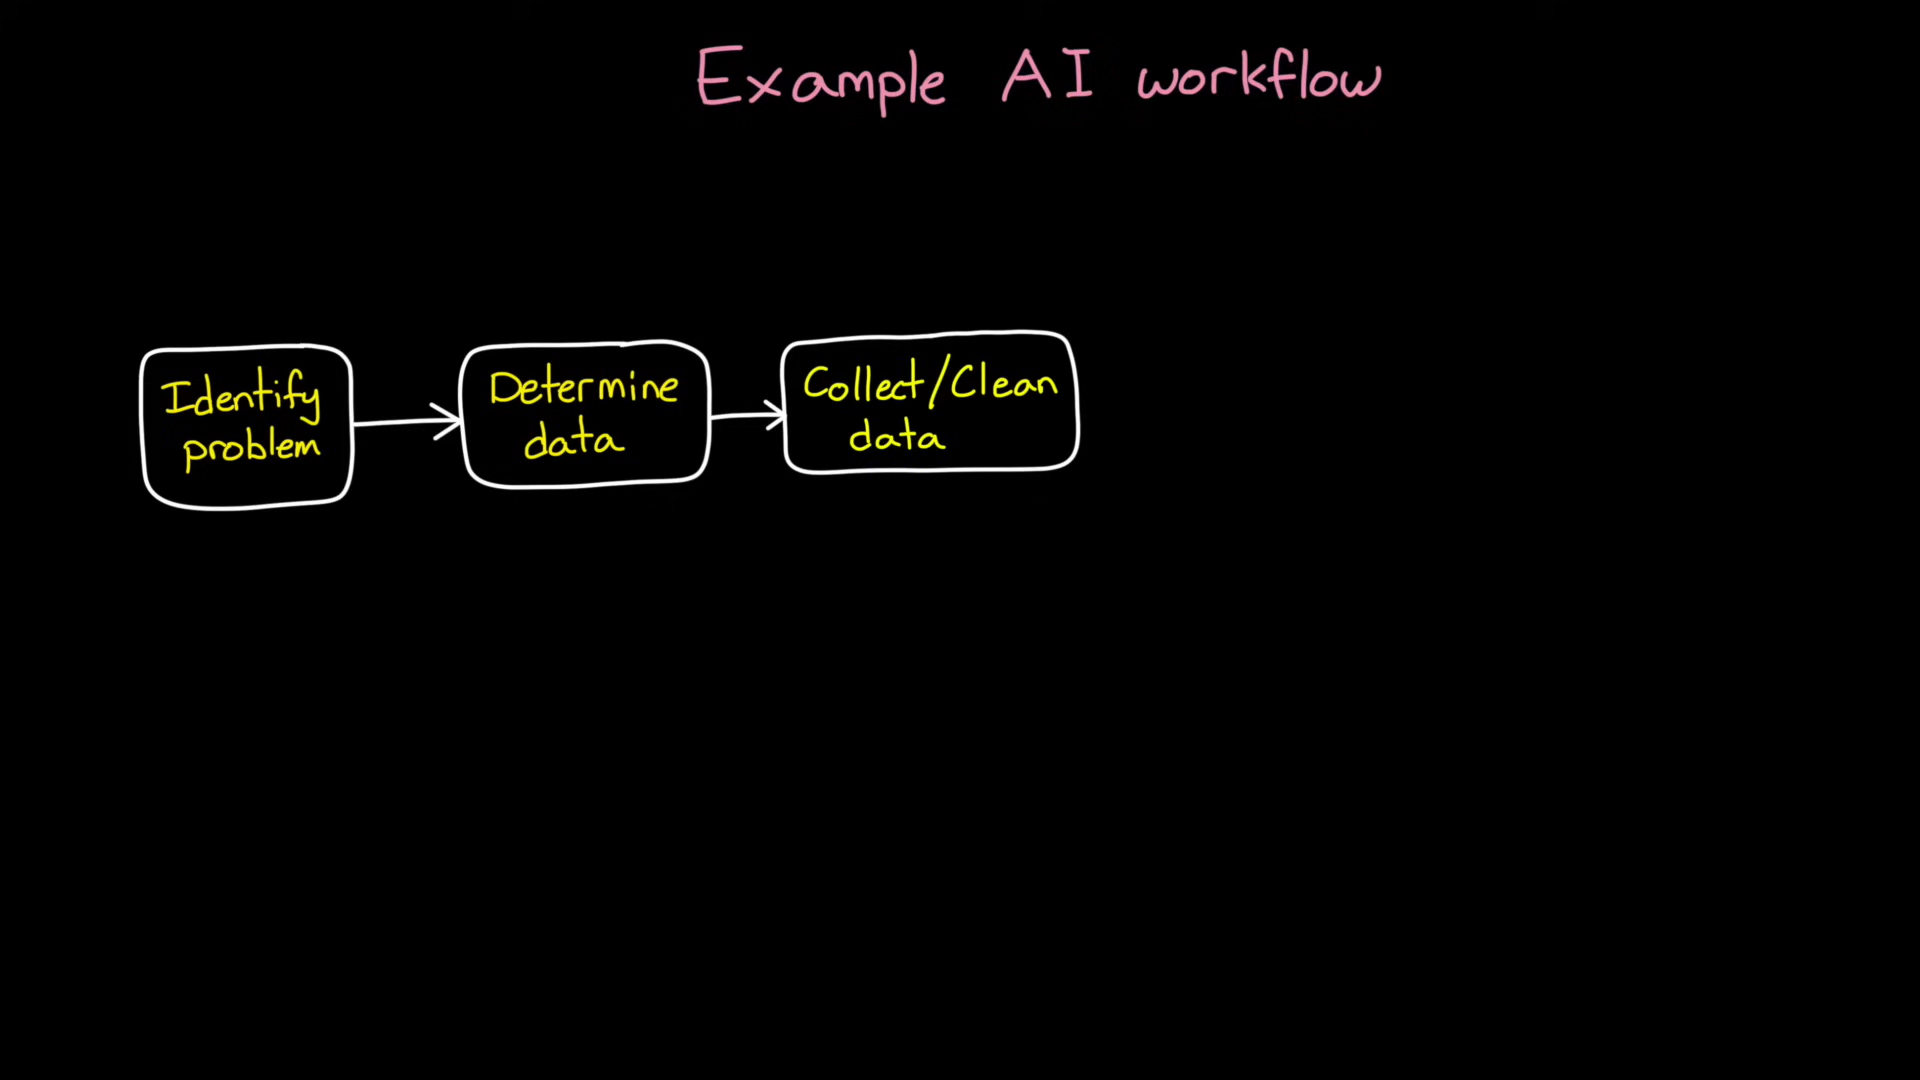 Example AI workflow
Identify
problem
Determine
data
Collect/Clean
data